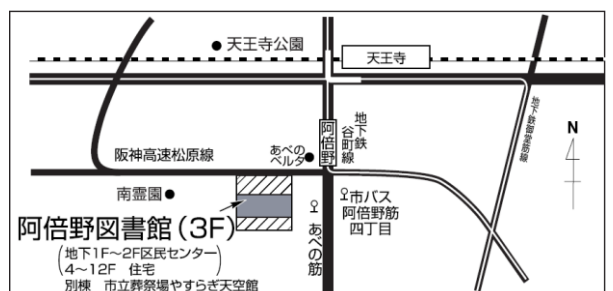 ●天王寺公園
天王寺
地下鉄御堂筋線
地下鉄
谷町線
阿倍野
あべの
ベルタ
阪神高速松原線
N
南霊園●
市バス
阿倍野筋
四丁目
あべの筋
阿倍野図書館(3F)
(地下1F〜2F区民センター
4〜12F 住宅)
別棟 市立葬祭場やすらぎ天空館